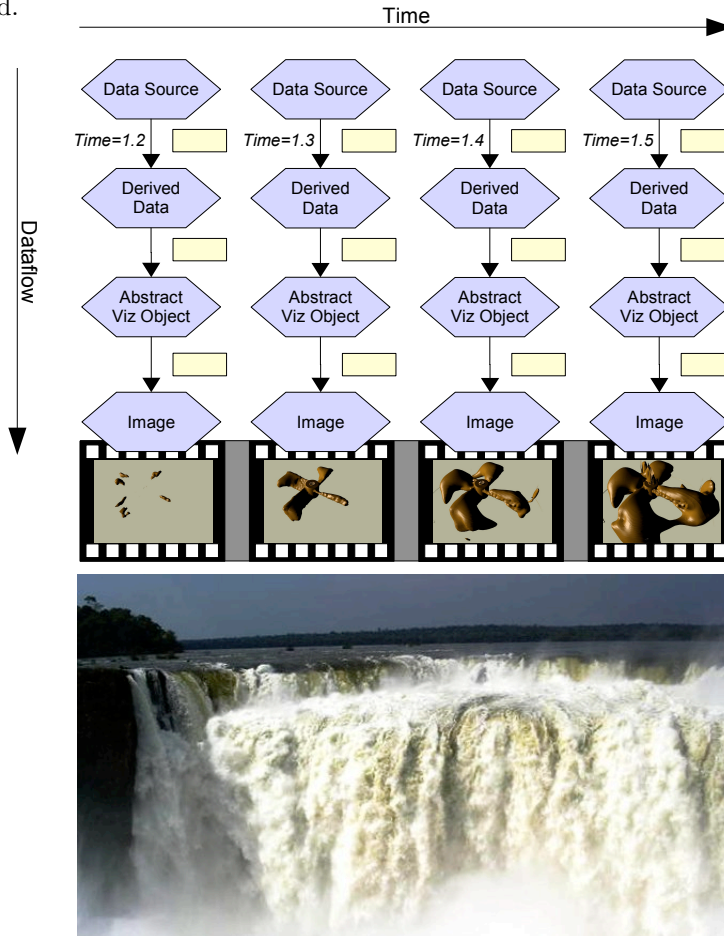 d.
Time
Data Source Data Source Data Source Data Source
Time=1.2 Time=1.3 Time=1.4 Time=1.5
Derived Derived Derived Derived
Data Data Data Data
Dataflow
Abstract Abstract Abstract Abstract
Viz Object Viz Object Viz Object Viz Object
Image Image Image Image